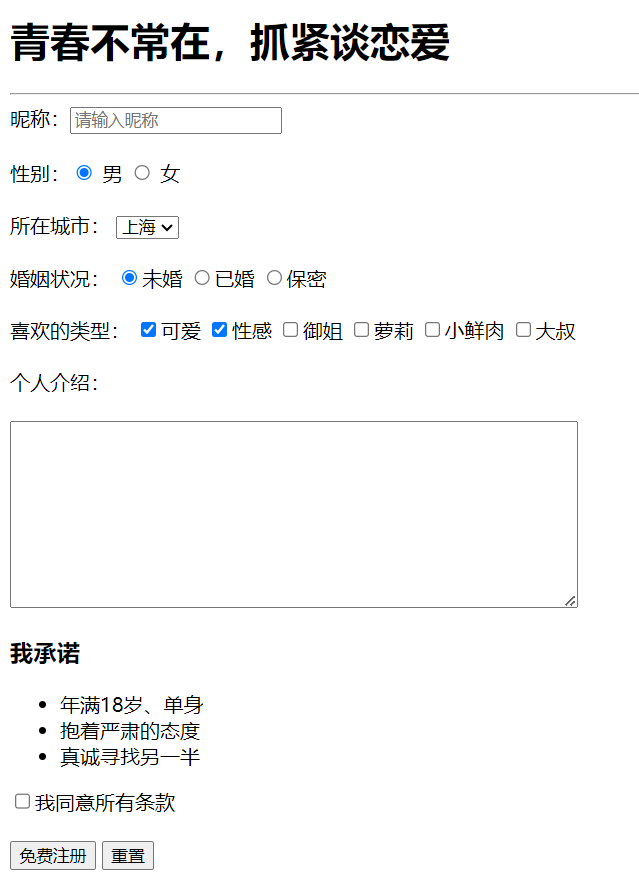 青春不常在，抓紧谈恋爱
昵称：请输入昵称
性别： 男 女
所在城市： 上海
婚姻状况： 未婚 已婚 保密
喜欢的类型： 可爱 性感 御姐 萝莉 小鲜肉 大叔
个人介绍：
我承诺
年满18岁、单身
抱着严肃的态度
真诚寻找另一半
我同意所有条款
免费注册 重置